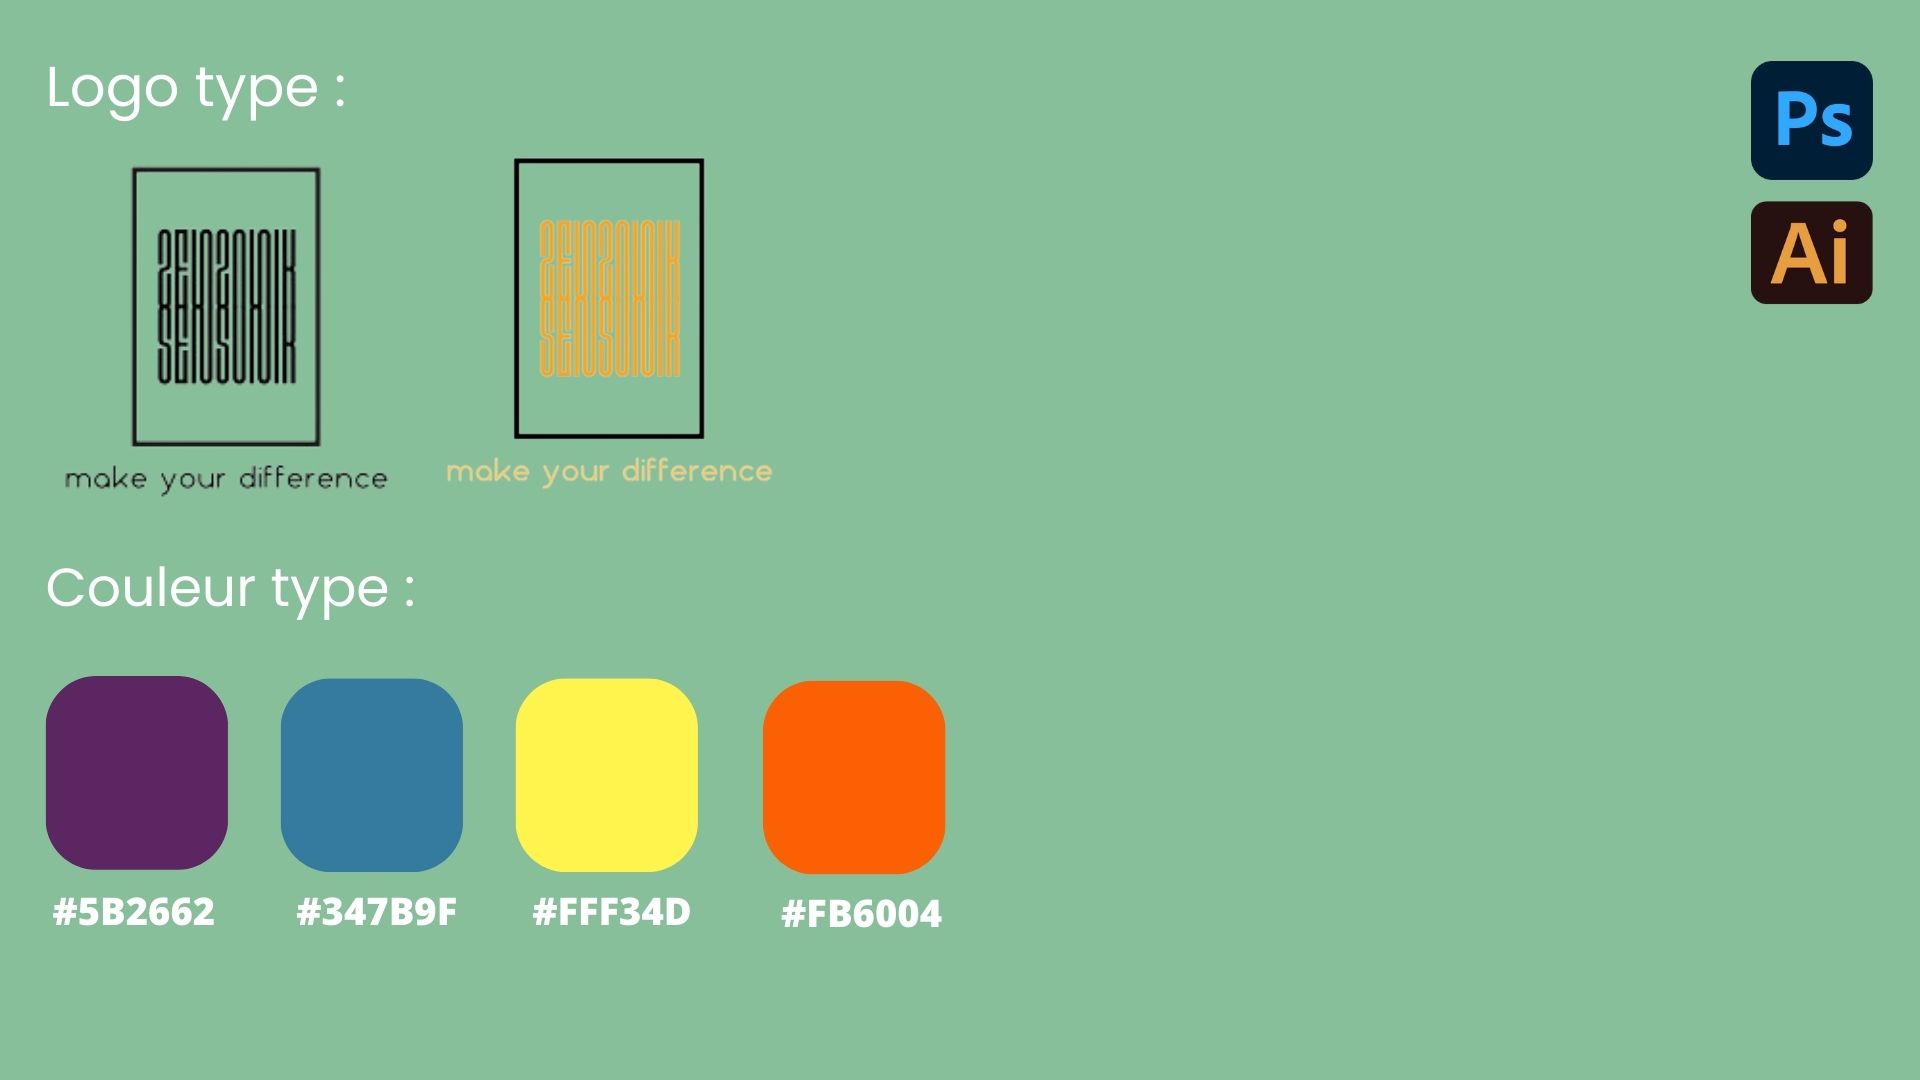 Logo type :
Ps
Ai
make your difference
make your difference
Couleur type :
#5B2662
#347B9F
#FFF34D
#FB6004